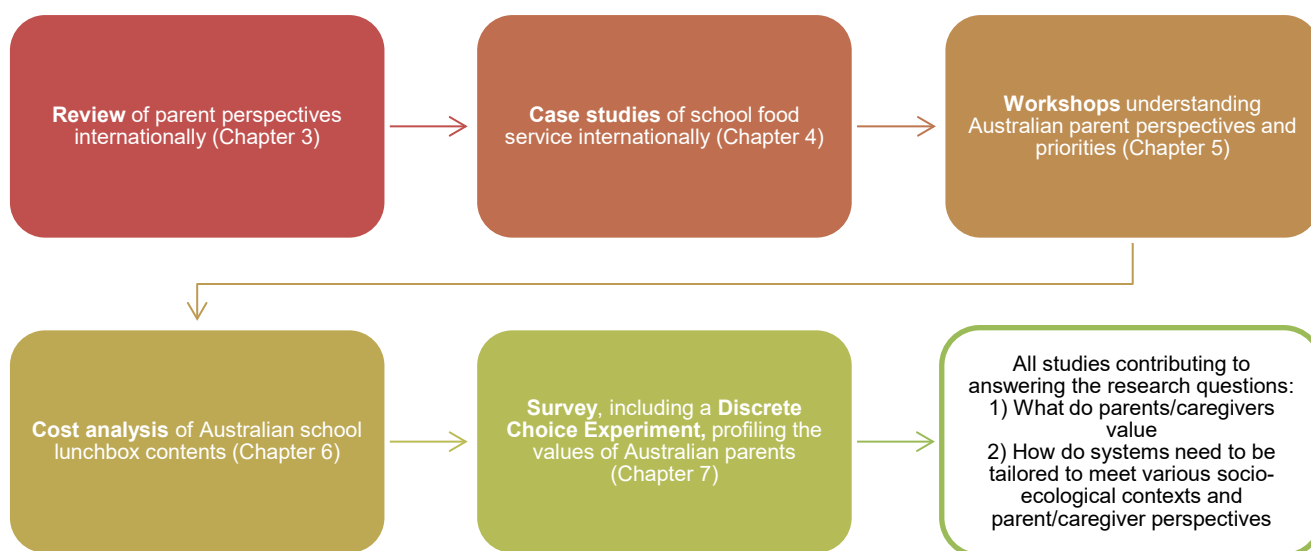 Review of parent perspectives
internationally (Chapter 3)
Case studies of school food
service internationally (Chapter 4)
Workshops understanding
Australian parent perspectives and
priorities (Chapter 5)
Cost analysis of Australian school
lunchbox contents (Chapter 6)
Survey, including a Discrete
Choice Experiment, profiling the
values of Australian parents
(Chapter 7)
All studies contributing to
answering the research questions:
1) What do parents/caregivers
value
2) How do systems need to be
tailored to meet various socio-
ecological contexts and
parent/caregiver perspectives